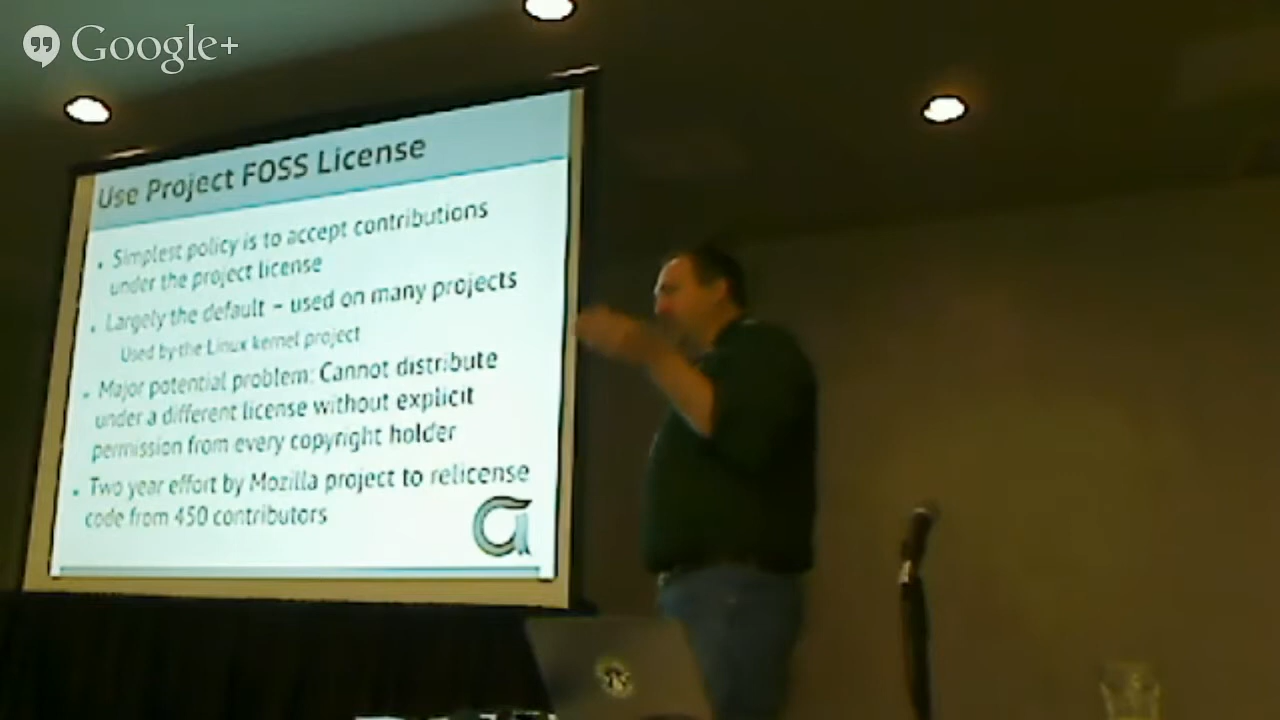 Google+
Use Project FOSS License
• Simplest policy is to accept contributions
under the project license
• Largely the default – used on many projects
Used by the Linux kernel project
• Major potential problem: Cannot distribute
under a different license without explicit
permission from every copyright holder
• Two year effort by Mozilla project to relicense
code from 450 contributors